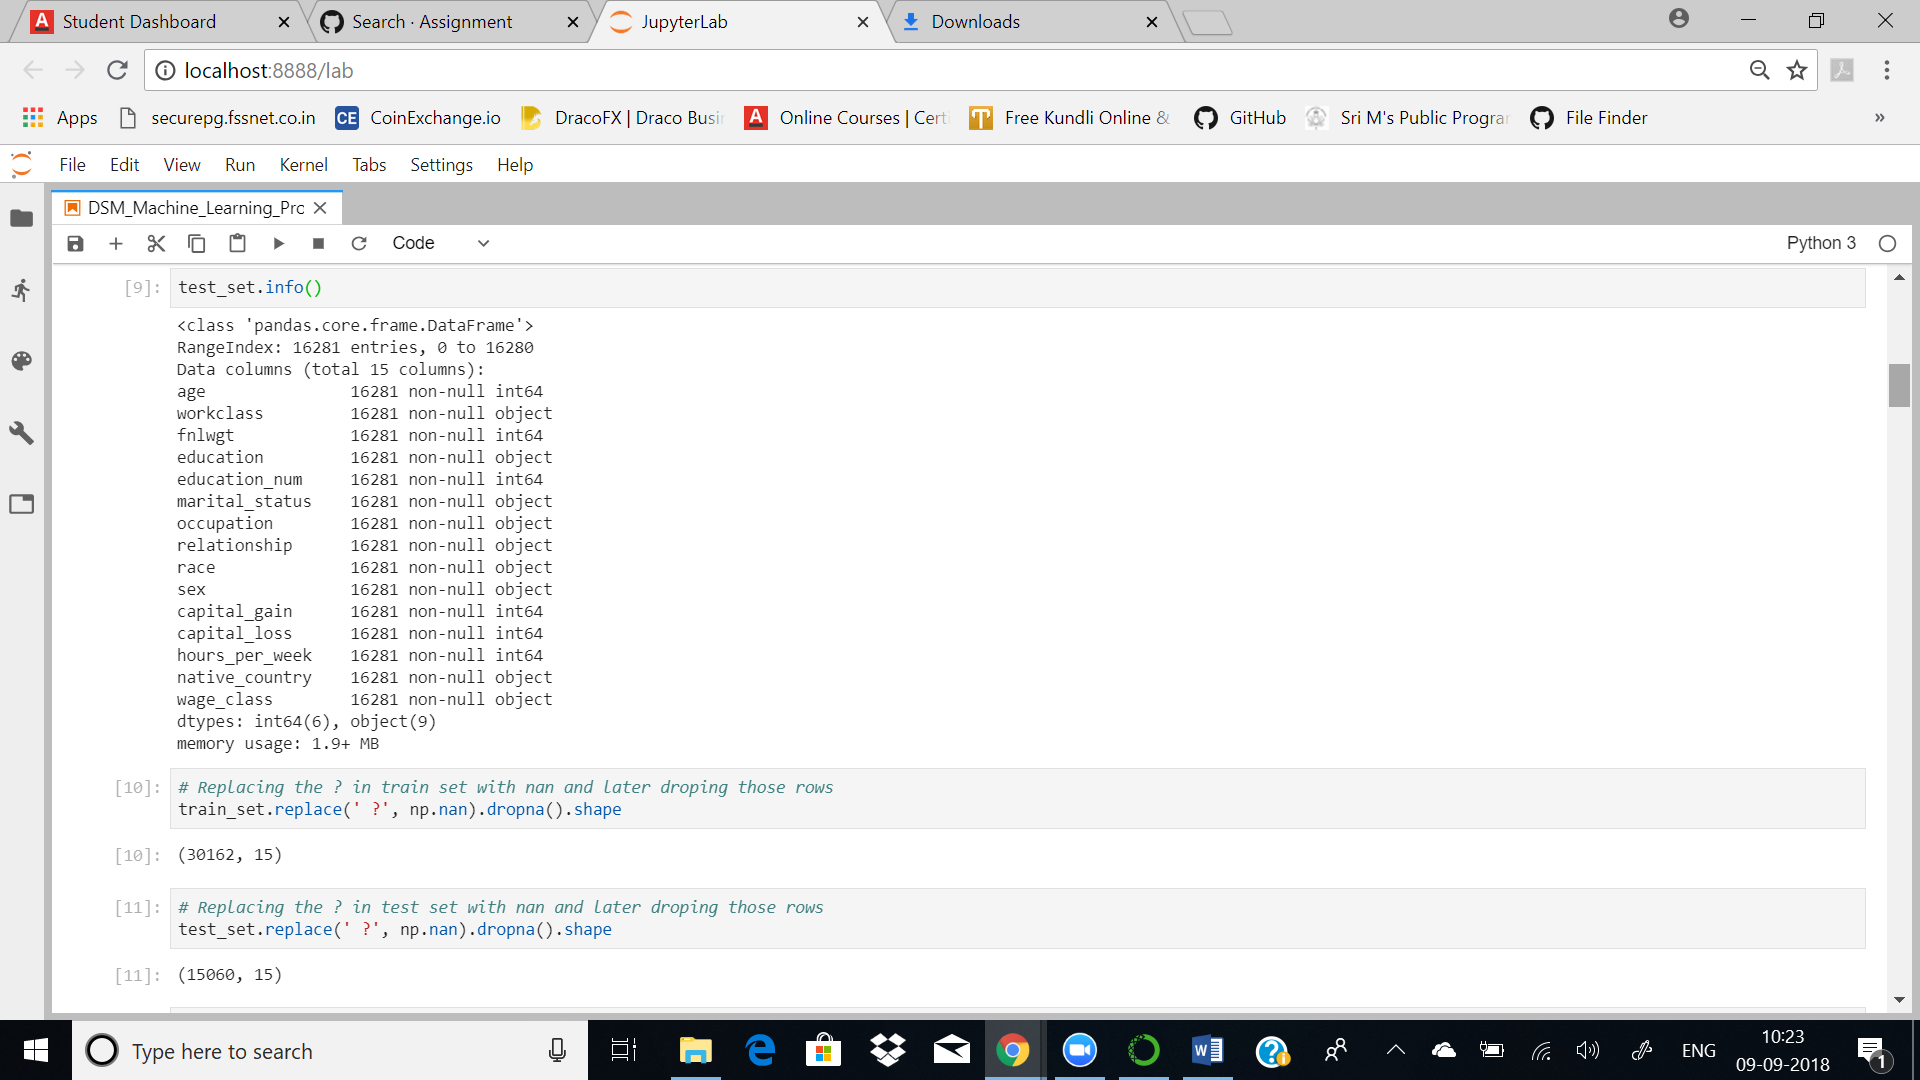 Student Dashboard
Search · Assignment
JupyterLab
Downloads
localhost:8888/lab
Apps
securepg.fssnet.co.in
CE
CoinExchange.io
DracoFX | Draco Busi
Online Courses | Cert
Free Kundli Online &
GitHub
Sri M's Public Progra
File Finder
»
File
Edit
View
Run
Kernel
Tabs
Settings
Help
DSM_Machine_Learning_Prc
Code
Python 3
[9]:
test_set.info()
<class 'pandas.core.frame.DataFrame'>
RangeIndex: 16281 entries, 0 to 16280
Data columns (total 15 columns):
age               16281 non-null int64
workclass         16281 non-null object
fnlwgt            16281 non-null int64
education         16281 non-null object
education_num     16281 non-null int64
marital_status    16281 non-null object
occupation        16281 non-null object
relationship      16281 non-null object
race              16281 non-null object
sex               16281 non-null object
capital_gain      16281 non-null int64
capital_loss      16281 non-null int64
hours_per_week    16281 non-null int64
native_country    16281 non-null object
wage_class        16281 non-null object
dtypes: int64(6), object(9)
memory usage: 1.9+ MB
[10]:
# Replacing the ? in train set with nan and later droping those rows
train_set.replace(' ?', np.nan).dropna().shape
[10]:
(30162, 15)
[11]:
# Replacing the ? in test set with nan and later droping those rows
test_set.replace(' ?', np.nan).dropna().shape
[11]:
(15060, 15)
Type here to search
ENG
10:23
09-09-2018
1